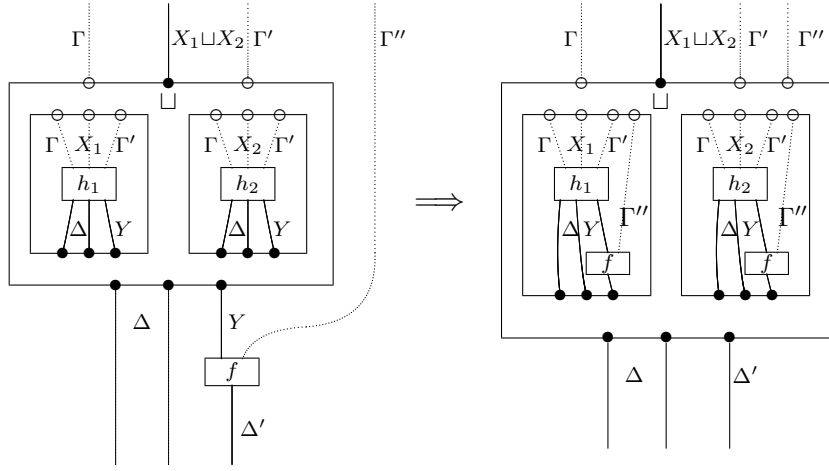 Γ X₁⊔X₂ Γ′ Γ′′ Γ X₁⊔X₂ Γ′ Γ′′
⊔ ⊔
Γ X₁ Γ′ Γ X₂ Γ′ Γ X₁ Γ′ Γ X₂ Γ′
h₁ h₂ ⟹ h₁ h₂
Δ Y Δ Y Δ Y Γ′′ Δ Y Γ′′
f f
Δ Y
f Δ Δ′
Δ′